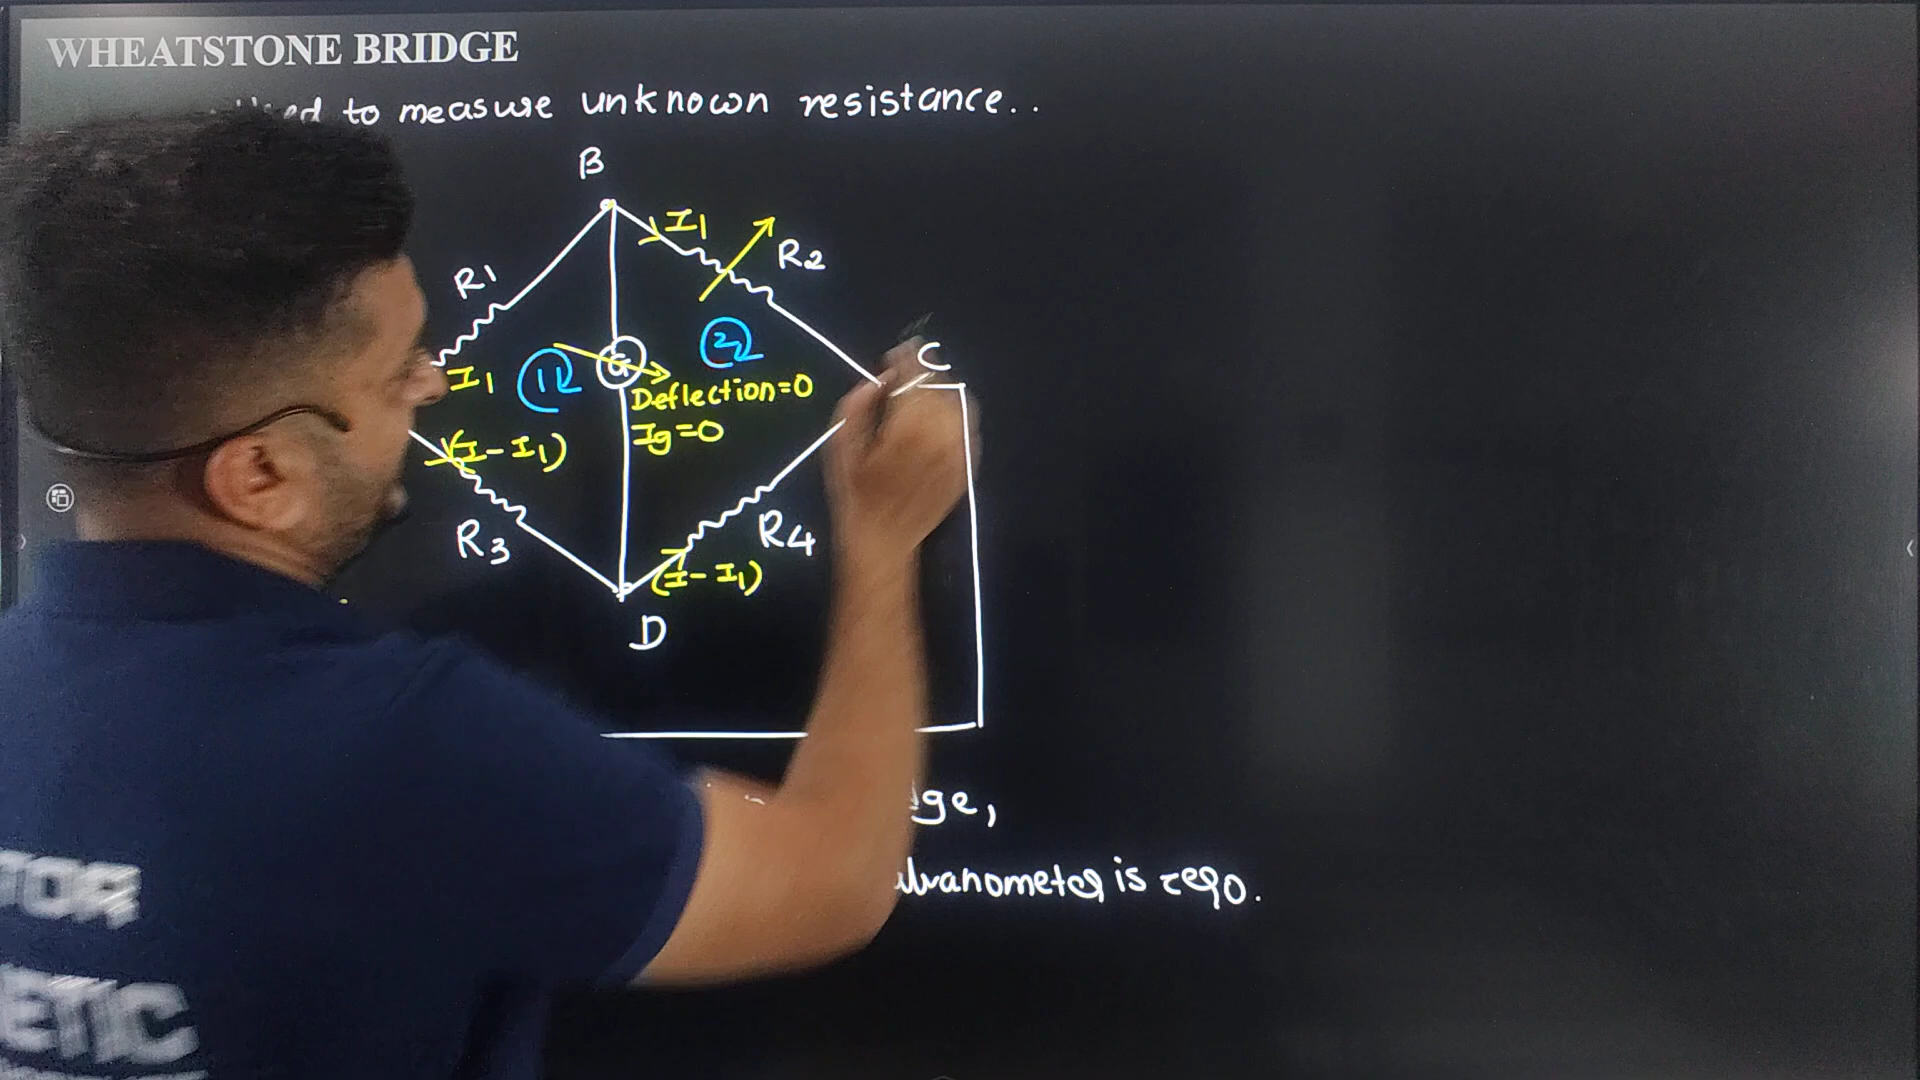 WHEATSTONE BRIDGE
to measure unknown resistance..
B
I1
R1
R2
2
C
G
I1
1
Deflection=0
Ig=0
(I-I1)
R3
R4
(I-I1)
D
is zero.